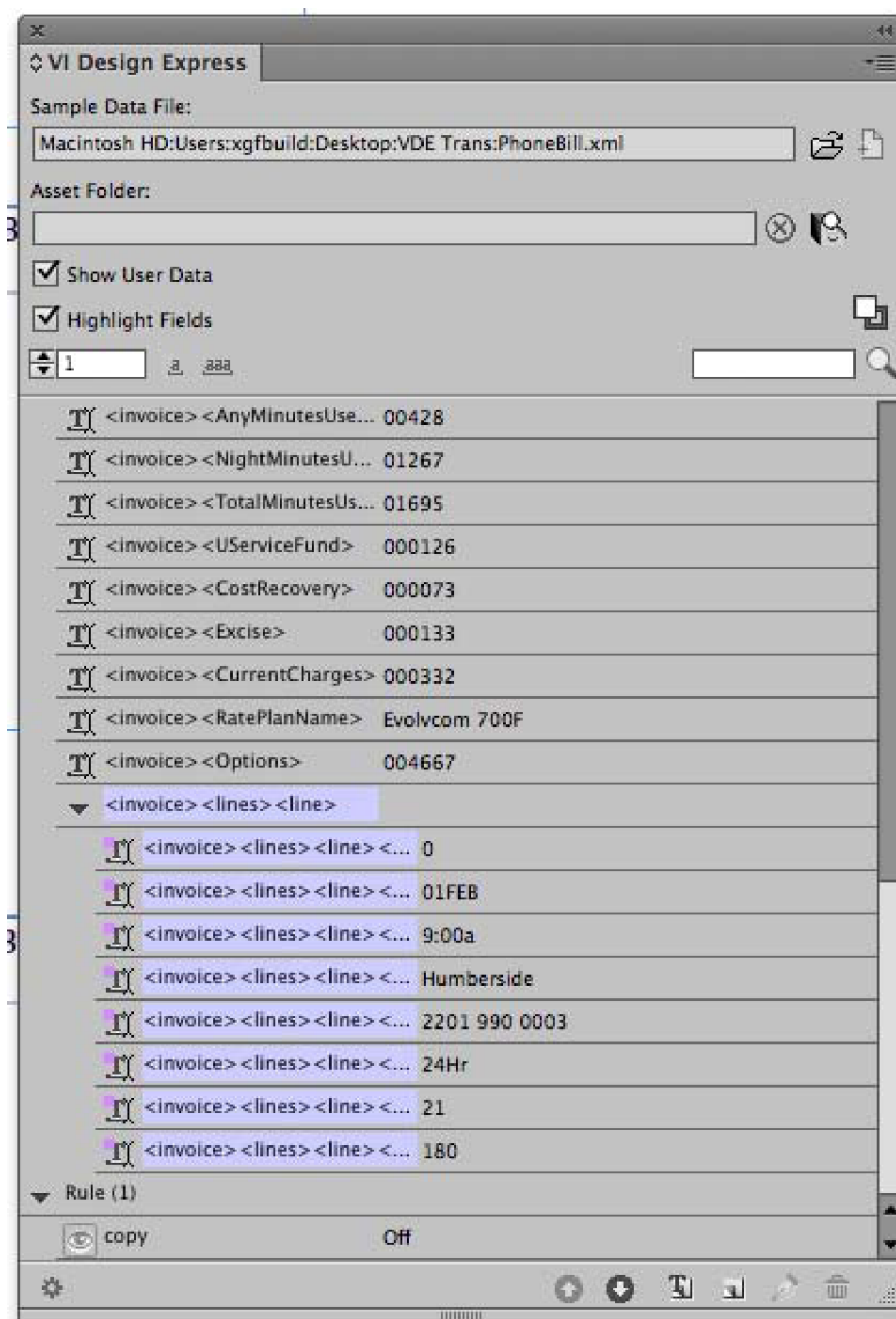 VI Design Express
Sample Data File:
Macintosh HD:Users:xgfbuild:Desktop:VDE Trans:PhoneBill.xml
Asset Folder:
Show User Data
Highlight Fields
1 a aaa
<invoice><AnyMinutesUse... 00428
<invoice><NightMinutesU... 01267
<invoice><TotalMinutesUs... 01695
<invoice><UServiceFund> 000126
<invoice><CostRecovery> 000073
<invoice><Excise> 000133
<invoice><CurrentCharges> 000332
<invoice><RatePlanName> Evolvcom 700F
<invoice><Options> 004667
<invoice><lines><line>
<invoice><lines><line><... 0
<invoice><lines><line><... 01FEB
<invoice><lines><line><... 9:00a
<invoice><lines><line><... Humberside
<invoice><lines><line><... 2201 990 0003
<invoice><lines><line><... 24Hr
<invoice><lines><line><... 21
<invoice><lines><line><... 180
Rule (1)
copy Off